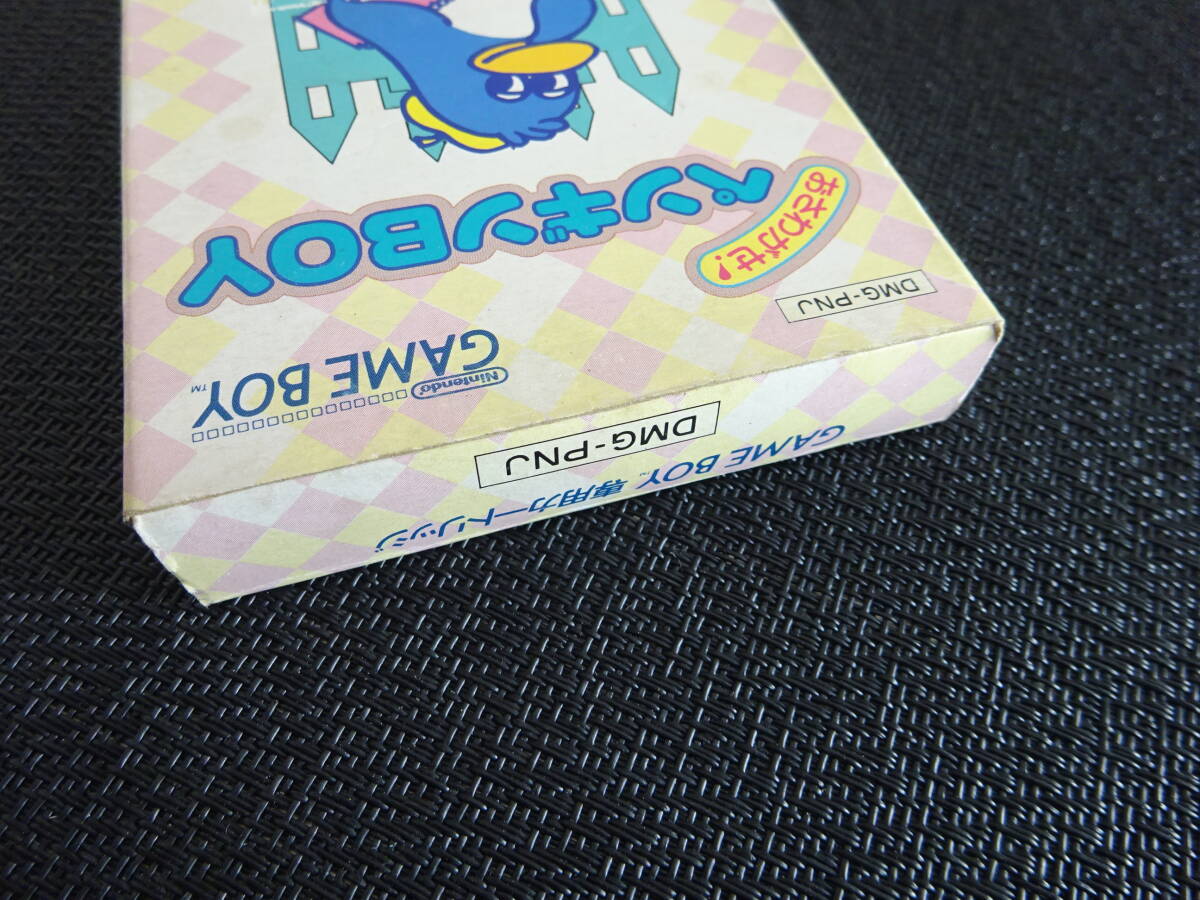 GAME BOY™ 専用カートリッジ
DMG-PNJ
Nintendo®
GAME BOY™
DMG-PNJ
おさわがせ!
ペンギンBOY